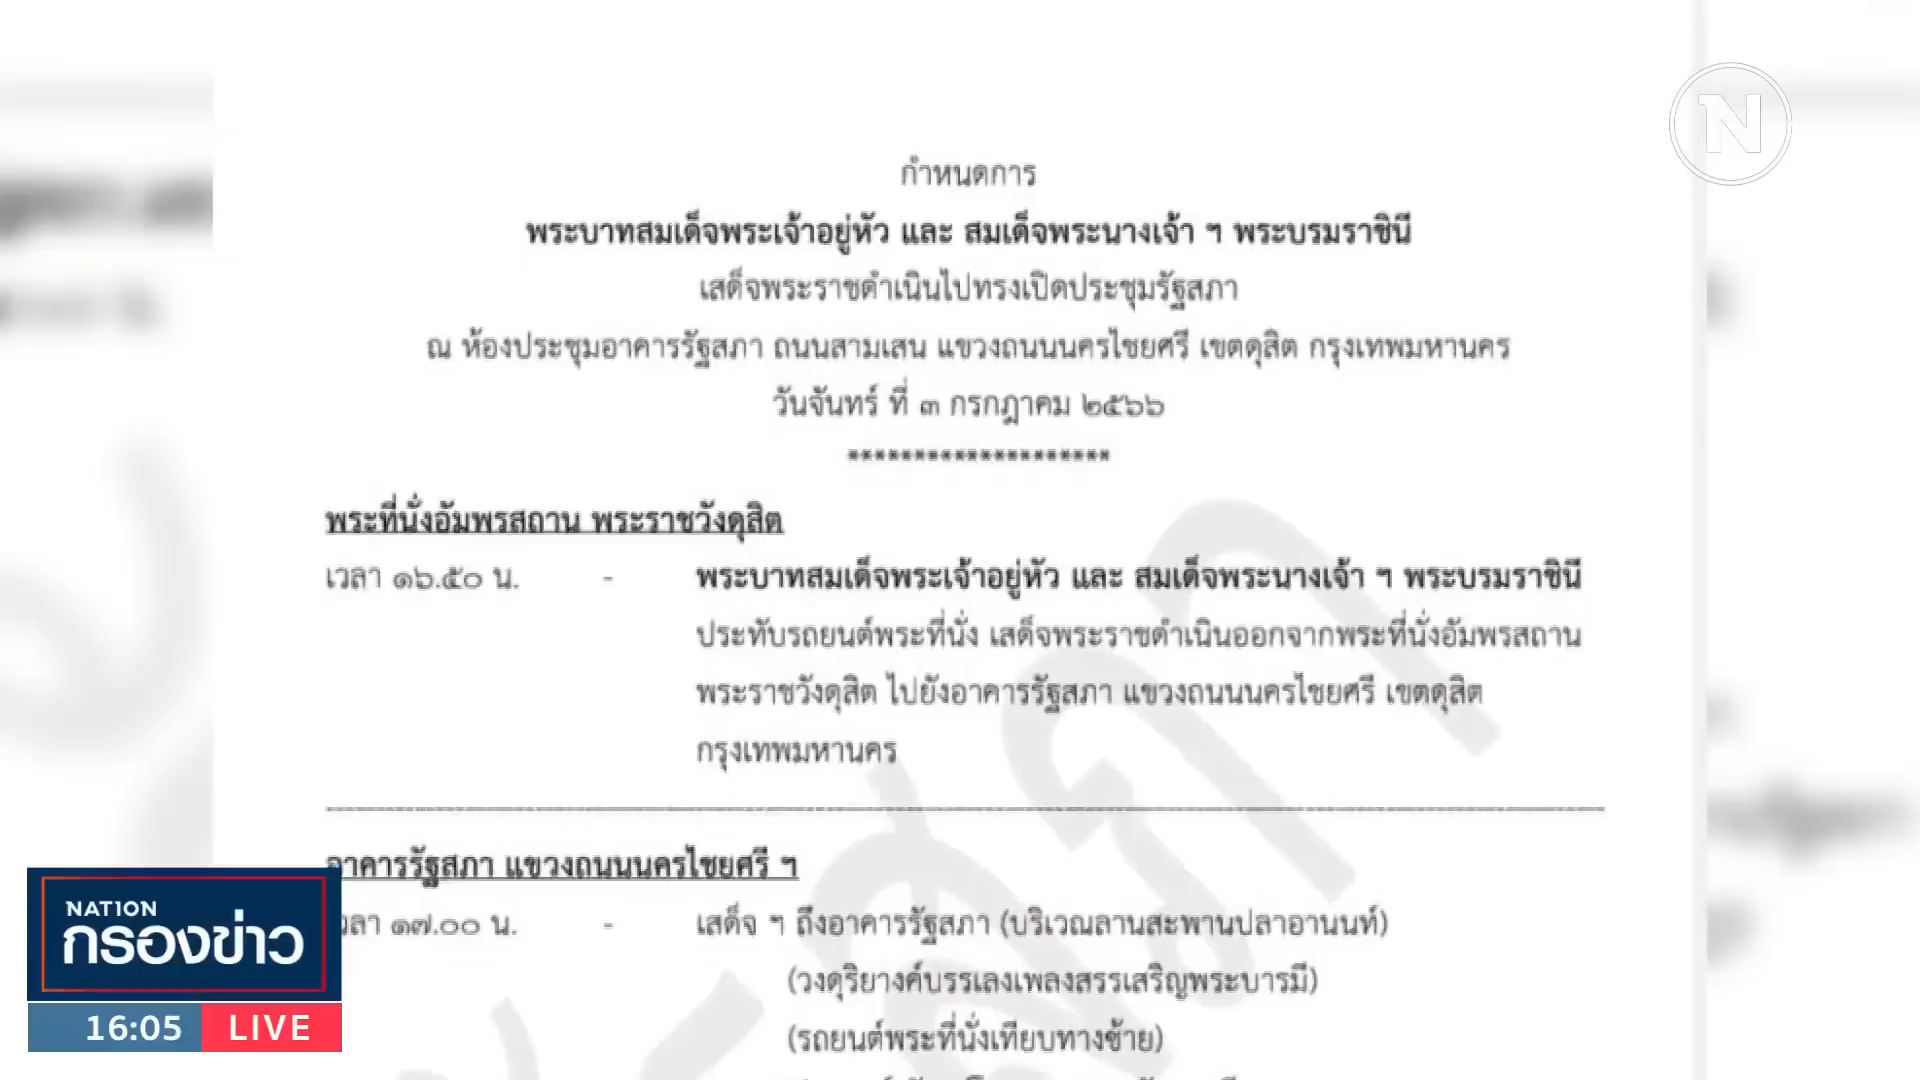 N
กำหนดการ
พระบาทสมเด็จพระเจ้าอยู่หัว และ สมเด็จพระนางเจ้า ฯ พระบรมราชินี
เสด็จพระราชดำเนินไปทรงเปิดประชุมรัฐสภา
ณ ห้องประชุมอาคารรัฐสภา ถนนสามเสน แขวงถนนนครไชยศรี เขตดุสิต กรุงเทพมหานคร
วันจันทร์ ที่ ๓ กรกฎาคม ๒๕๖๖
********************
พระที่นั่งอัมพรสถาน พระราชวังดุสิต
เวลา ๑๖.๕๐ น. - พระบาทสมเด็จพระเจ้าอยู่หัว และ สมเด็จพระนางเจ้า ฯ พระบรมราชินี
ประทับรถยนต์พระที่นั่ง เสด็จพระราชดำเนินออกจากพระที่นั่งอัมพรสถาน
พระราชวังดุสิต ไปยังอาคารรัฐสภา แขวงถนนนครไชยศรี เขตดุสิต
กรุงเทพมหานคร
อาคารรัฐสภา แขวงถนนนครไชยศรี ฯ
เวลา ๑๗.๐๐ น. - เสด็จ ฯ ถึงอาคารรัฐสภา (บริเวณลานสะพานปลาอานนท์)
(วงดุริยางค์บรรเลงเพลงสรรเสริญพระบารมี)
(รถยนต์พระที่นั่งเทียบทางซ้าย)
NATION
กรองข่าว
16:05 LIVE